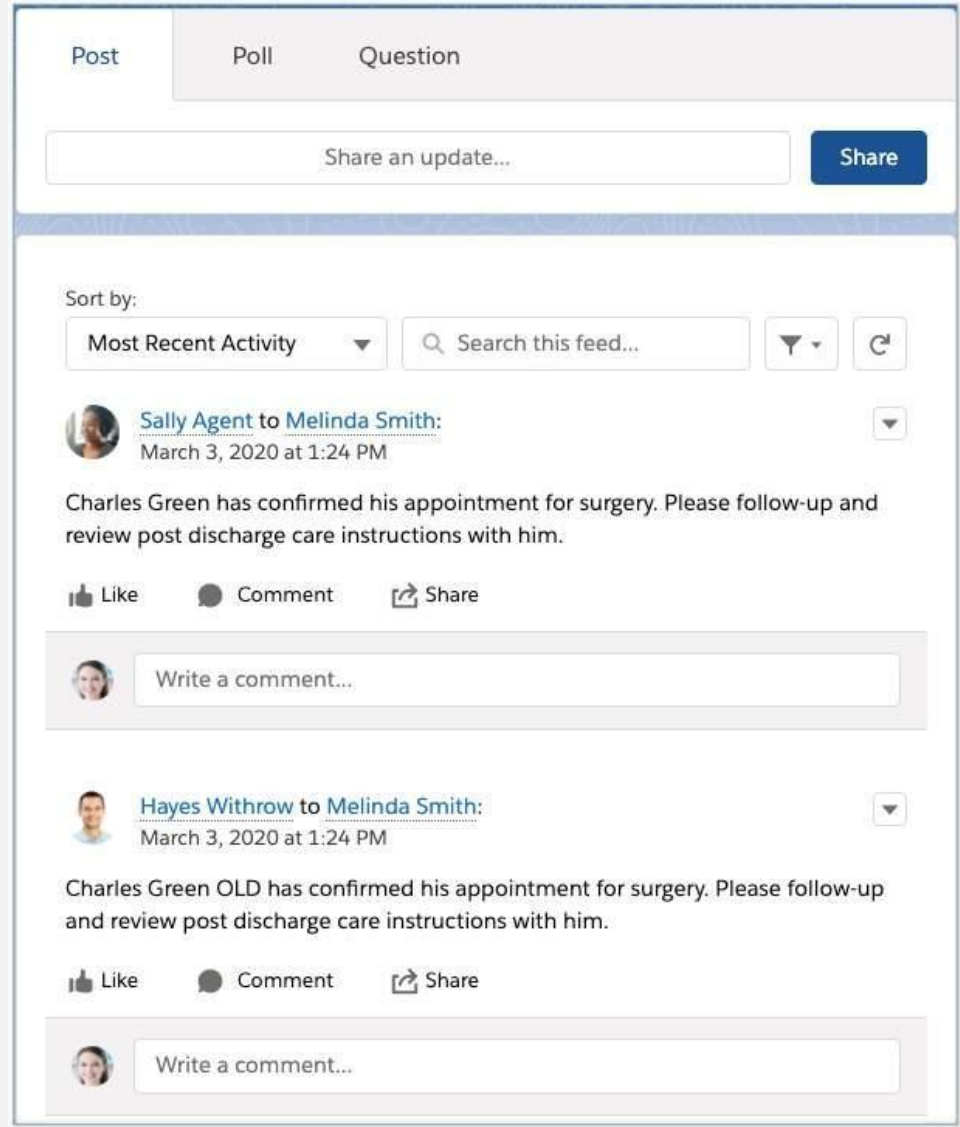 Post Poll Question
Share an update... Share
Sort by:
Most Recent Activity Search this feed...
Sally Agent to Melinda Smith:
March 3, 2020 at 1:24 PM
Charles Green has confirmed his appointment for surgery. Please follow-up and
review post discharge care instructions with him.
Like Comment Share
Write a comment...
Hayes Withrow to Melinda Smith:
March 3, 2020 at 1:24 PM
Charles Green OLD has confirmed his appointment for surgery. Please follow-up
and review post discharge care instructions with him.
Like Comment Share
Write a comment...